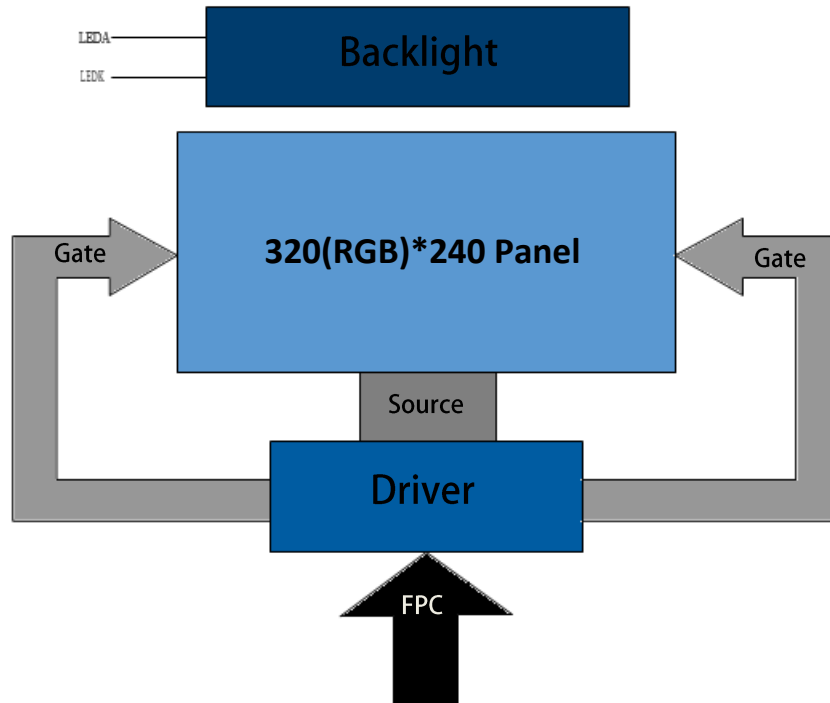 Backlight
LEDA
LEDK
320(RGB)*240 Panel
Gate
Gate
Source
Driver
FPC